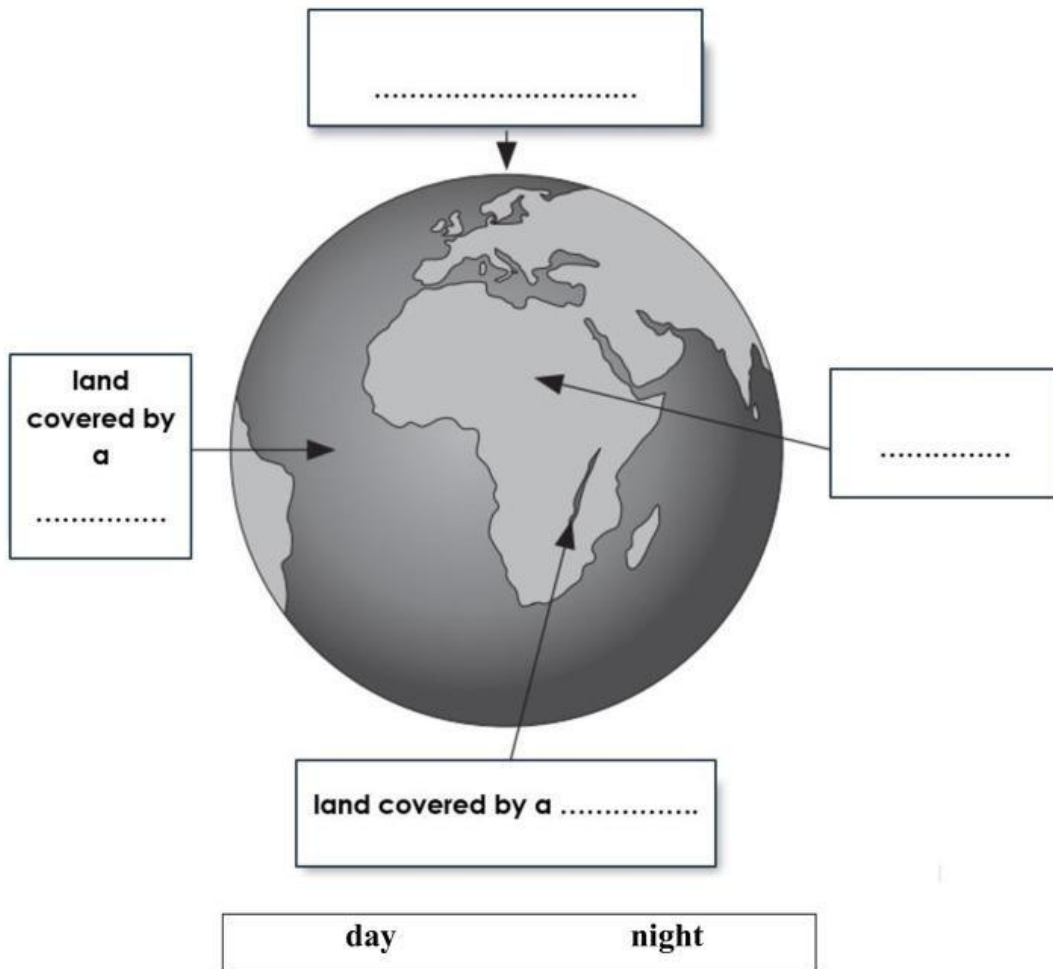 ..............................
land
covered by
a
...............
...............
land covered by a ................
day night